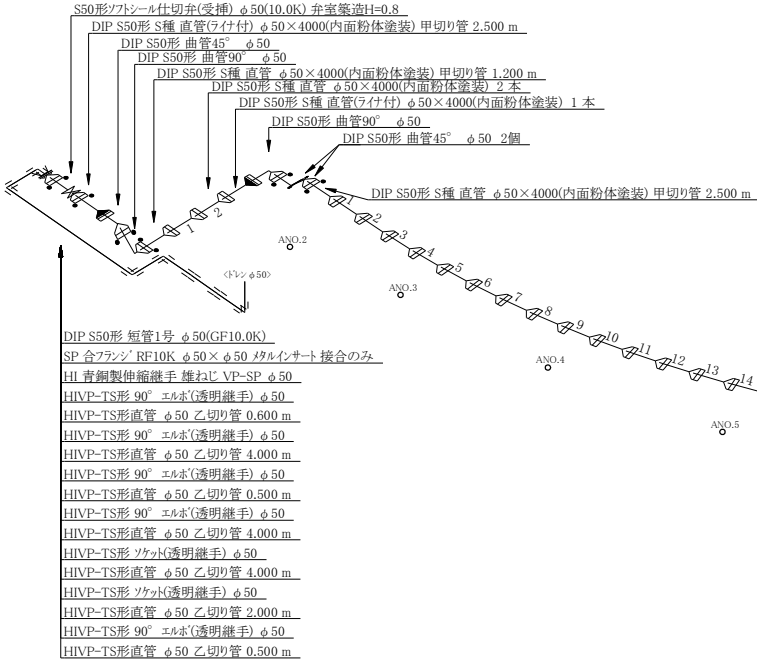 S50形ソフトシール仕切弁(受挿) φ50(10.0K) 弁室築造H=0.8
DIP S50形 S種 直管(ライナ付) φ50×4000(内面粉体塗装) 甲切り管 2.500 m
DIP S50形 曲管45° φ50
DIP S50形 曲管90° φ50
DIP S50形 S種 直管 φ50×4000(内面粉体塗装) 甲切り管 1.200 m
DIP S50形 S種 直管 φ50×4000(内面粉体塗装) 2 本
DIP S50形 S種 直管(ライナ付) φ50×4000(内面粉体塗装) 1 本
DIP S50形 曲管90° φ50
DIP S50形 曲管45° φ50 2個
DIP S50形 S種 直管 φ50×4000(内面粉体塗装) 甲切り管 2.500 m
1
2
1
2
3
4
5
6
7
8
9
10
11
12
13
14
ANO.2
ANO.3
ANO.4
ANO.5
<ドレンφ50>
DIP S50形 短管1号 φ50(GF10.0K)
SP 合フランジ RF10K φ50×φ50 メタルインサート 接合のみ
HI 青銅製伸縮継手 雄ねじ VP-SP φ50
HIVP-TS形 90° エルボ(透明継手) φ50
HIVP-TS形直管 φ50 乙切り管 0.600 m
HIVP-TS形 90° エルボ(透明継手) φ50
HIVP-TS形直管 φ50 乙切り管 4.000 m
HIVP-TS形 90° エルボ(透明継手) φ50
HIVP-TS形直管 φ50 乙切り管 0.500 m
HIVP-TS形 90° エルボ(透明継手) φ50
HIVP-TS形直管 φ50 乙切り管 4.000 m
HIVP-TS形 ソケット(透明継手) φ50
HIVP-TS形直管 φ50 乙切り管 4.000 m
HIVP-TS形 ソケット(透明継手) φ50
HIVP-TS形直管 φ50 乙切り管 2.000 m
HIVP-TS形 90° エルボ(透明継手) φ50
HIVP-TS形直管 φ50 乙切り管 0.500 m